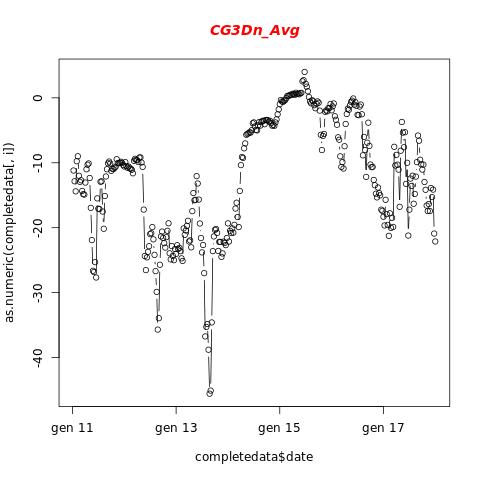 CG3Dn_Avg
as.numeric(completedata[, i])
0
-10
-20
-30
-40
gen 11
gen 13
gen 15
gen 17
completedata$date